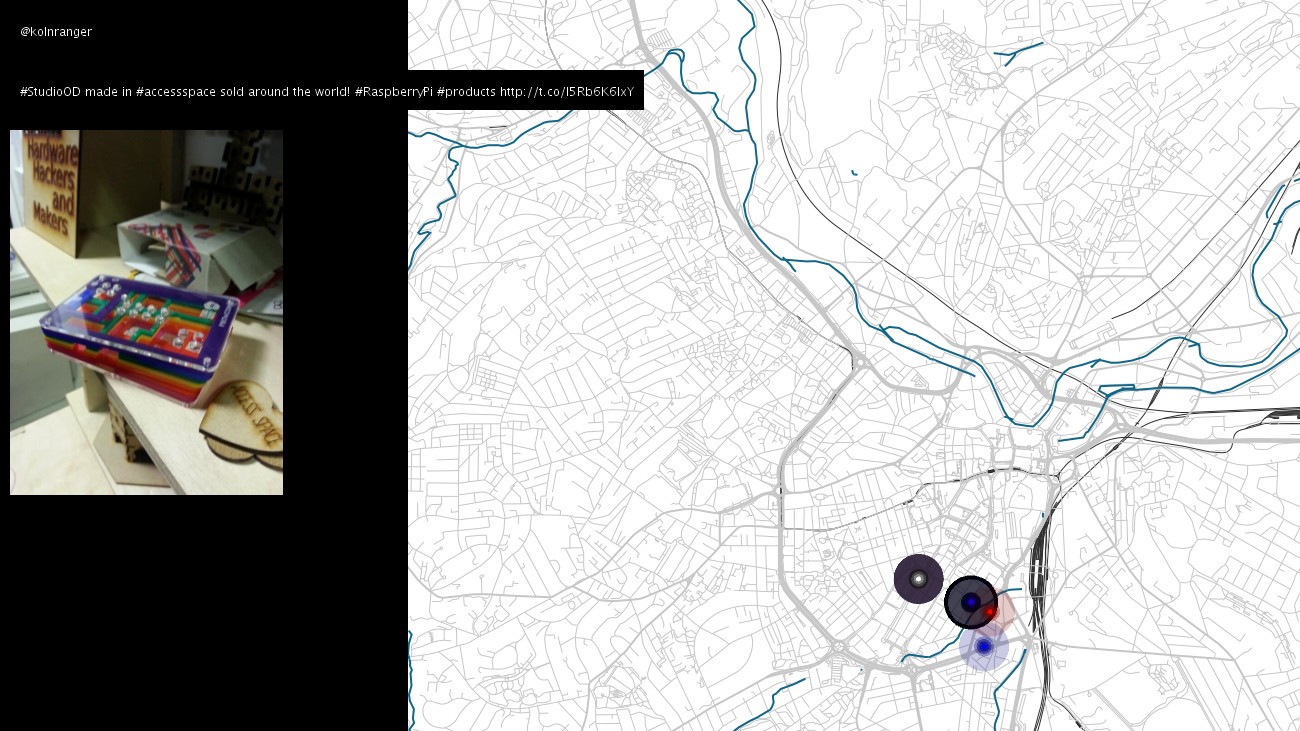 @kolnranger
#StudioOD made in #accessspace sold around the world! #RaspberryPi #products http://t.co/I5Rb6K6IxY
Hardware
Hackers
and
Makers
ACCESS SPACE